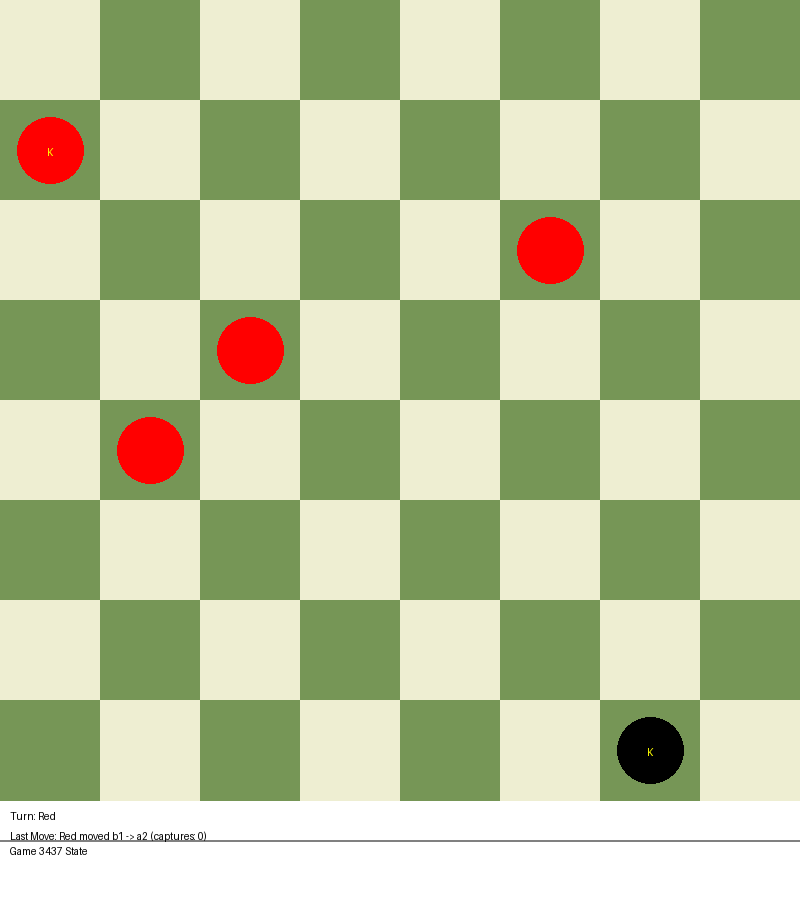 K
K
Turn: Red
Last Move: Red moved b1 -> a2 (captures: 0)
Game 3437 State